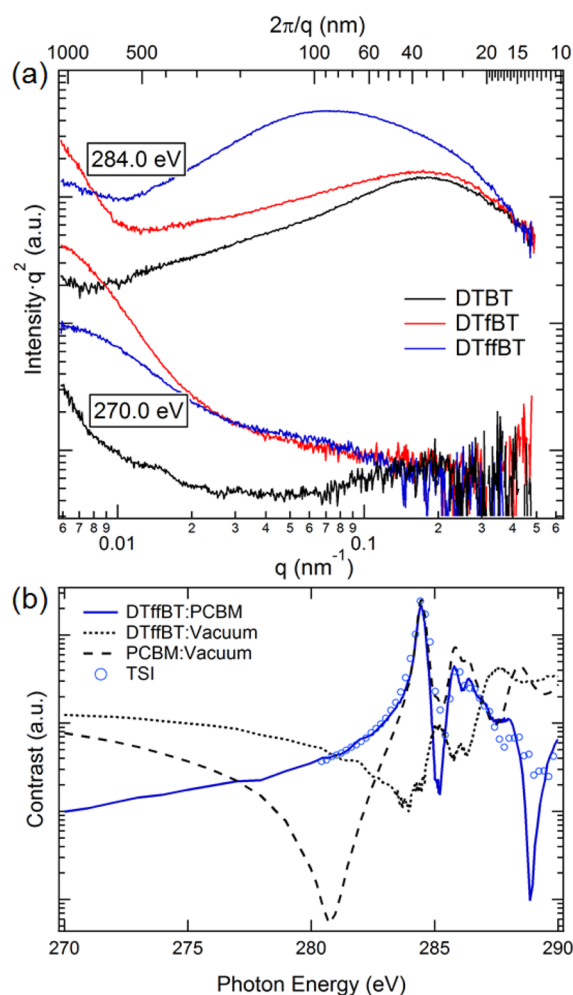 2π/q (nm)
1000 500 100 80 60 40 20 15 10
(a)
284.0 eV
DTBT
DTfBT
DTffBT
270.0 eV
Intensity·q² (a.u.)
6 7 8 9 2 3 4 5 6 7 8 9 2 3 4 5 6
0.01 0.1
q (nm⁻¹)
(b)
DTffBT:PCBM
DTffBT:Vacuum
PCBM:Vacuum
TSI
Contrast (a.u.)
270 275 280 285 290
Photon Energy (eV)